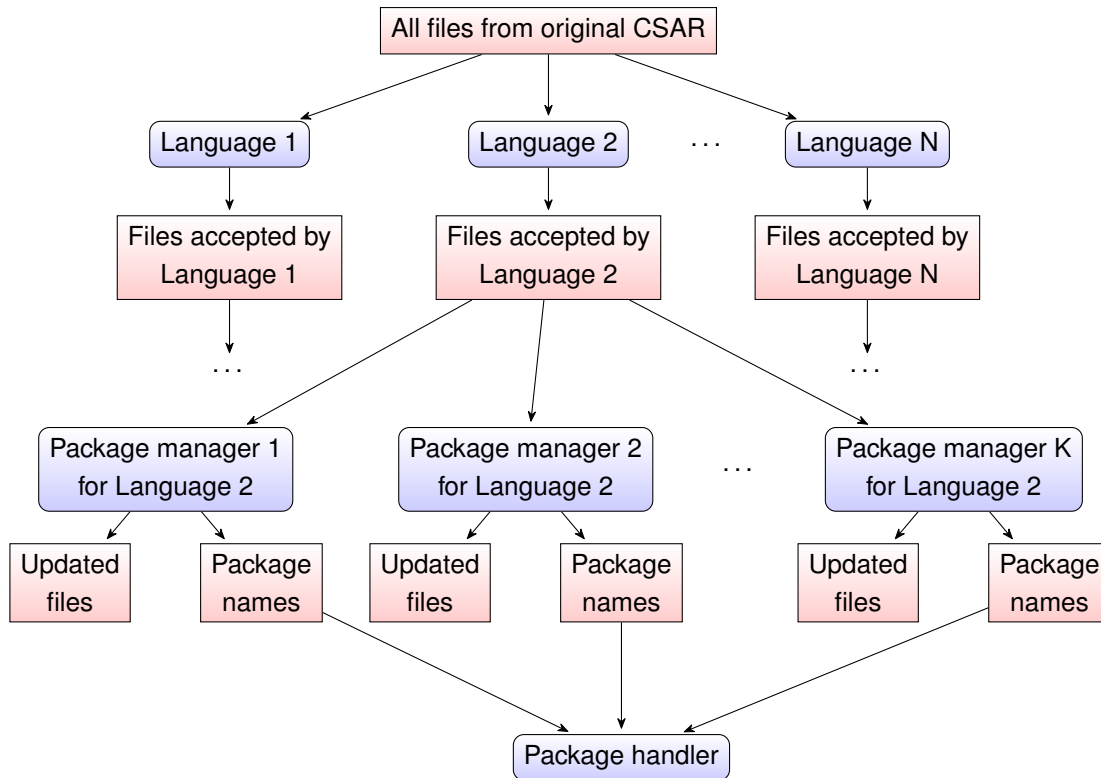 All files from original CSAR
Language 1
Language 2
. . .
Language N
Files accepted by
Language 1
Files accepted by
Language 2
Files accepted by
Language N
. . .
. . .
Package manager 1
for Language 2
Package manager 2
for Language 2
. . .
Package manager K
for Language 2
Updated
files
Package
names
Updated
files
Package
names
Updated
files
Package
names
Package handler